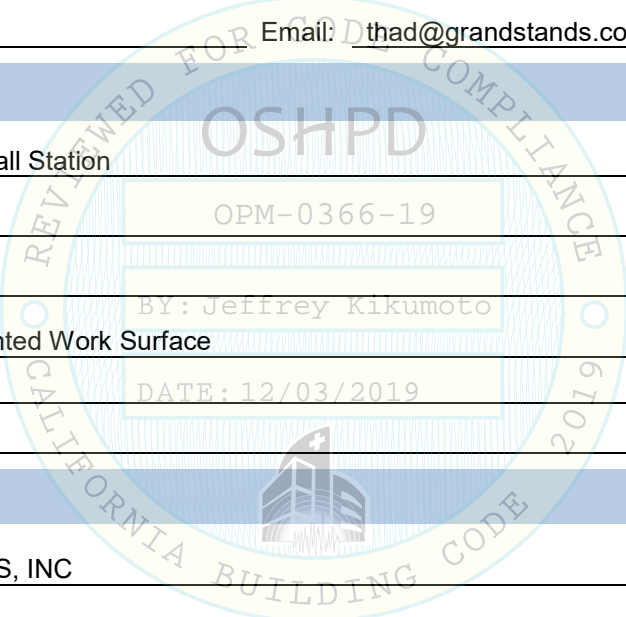 Email: thad@grandstands.co
REVIEWED FOR CODE COMPLIANCE
OSHPD
all Station
OPM-0366-19
BY: Jeffrey Kikumoto
nted Work Surface
DATE: 12/03/2019
S, INC
CALIFORNIA BUILDING CODE 2019